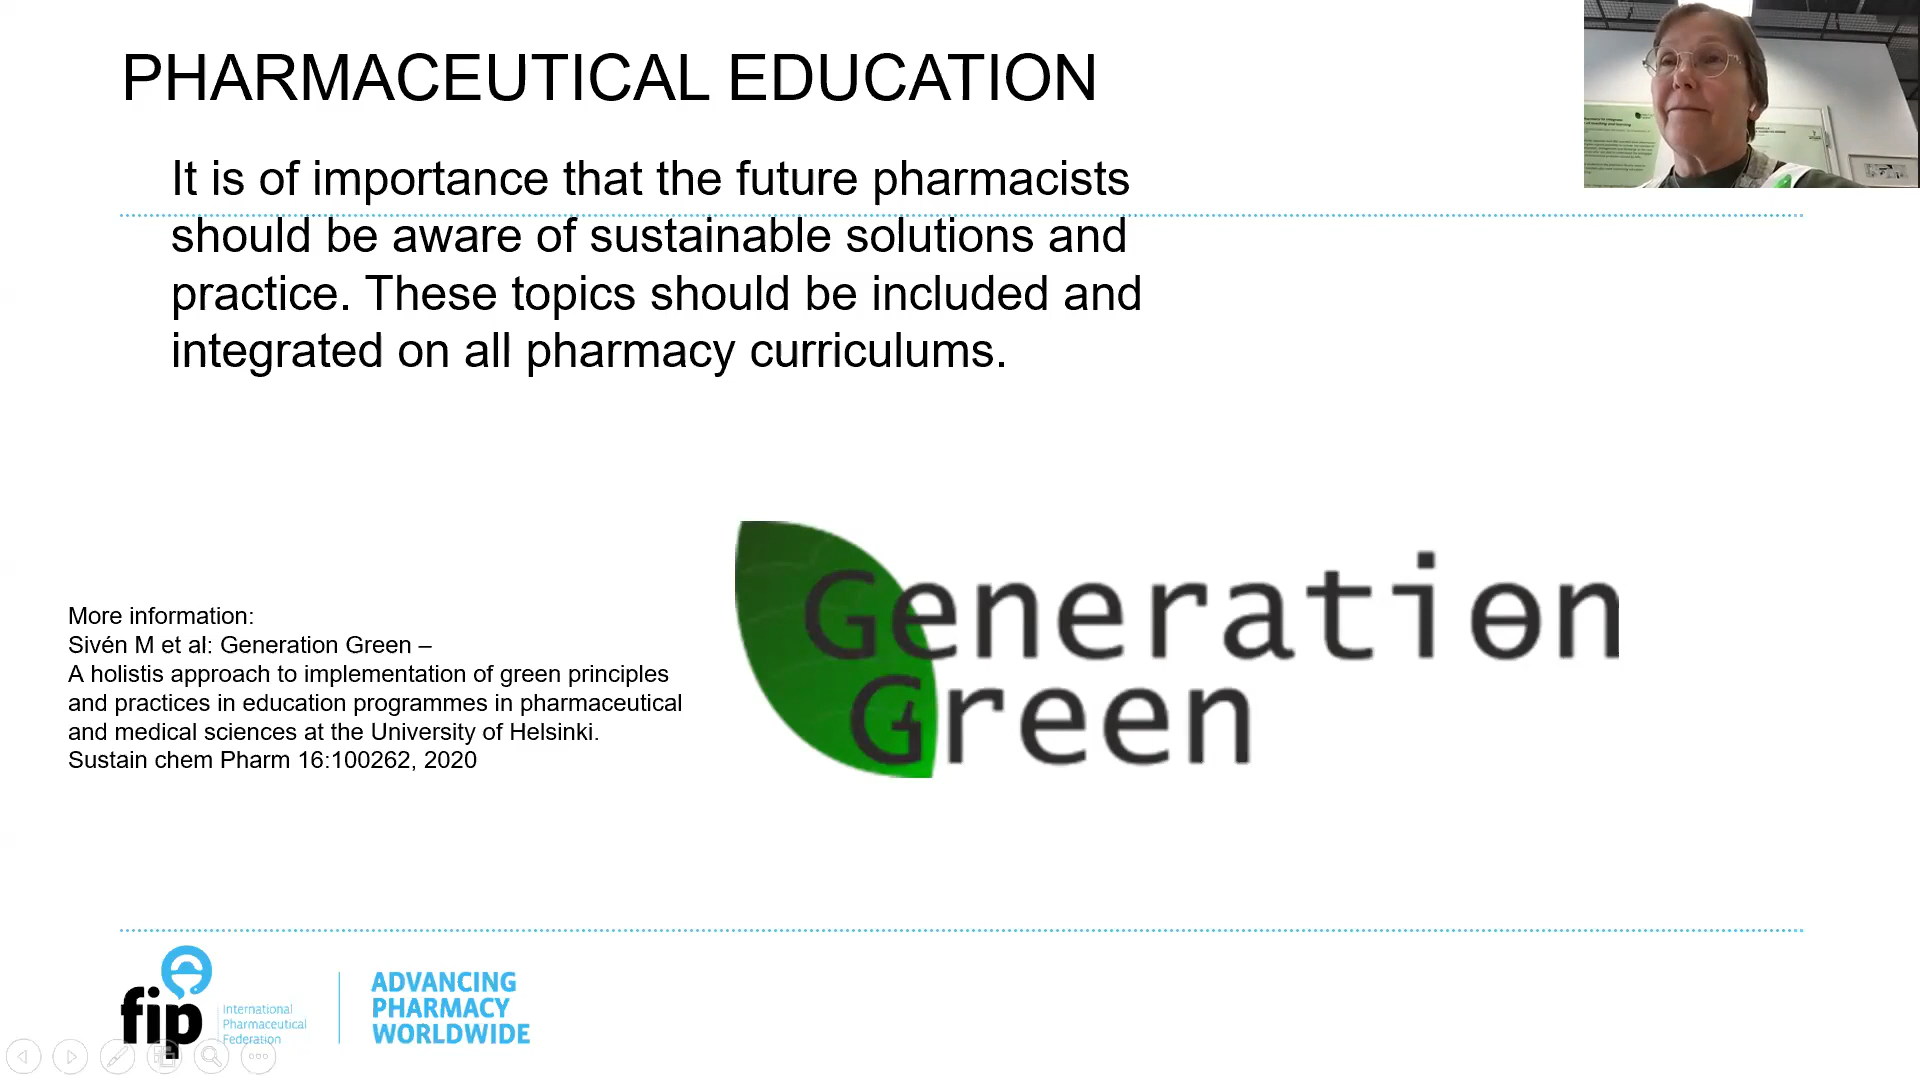 PHARMACEUTICAL EDUCATION
It is of importance that the future pharmacists
should be aware of sustainable solutions and
practice. These topics should be included and
integrated on all pharmacy curriculums.
Generation
Green
More information:
Sivén M et al: Generation Green –
A holistis approach to implementation of green principles
and practices in education programmes in pharmaceutical
and medical sciences at the University of Helsinki.
Sustain chem Pharm 16:100262, 2020
fip
International
Pharmaceutical
Federation
ADVANCING
PHARMACY
WORLDWIDE